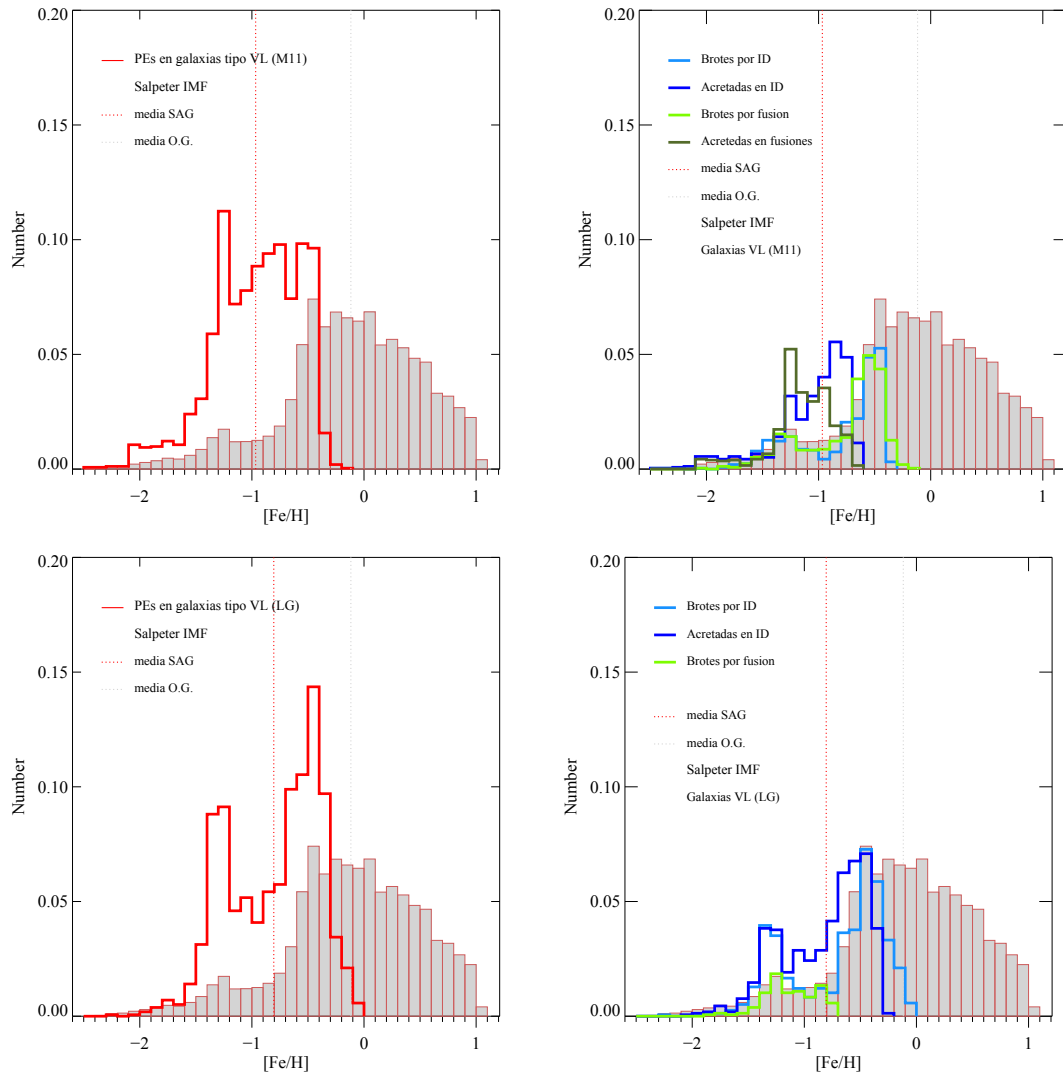 0.20
0.15
0.10
0.05
0.00
Number
PEs en galaxias tipo VL (M11)
Salpeter IMF
media SAG
media O.G.
−2
−1
0
1
[Fe/H]
0.20
0.15
0.10
0.05
0.00
Number
Brotes por ID
Acretadas en ID
Brotes por fusion
Acretedas en fusiones
media SAG
media O.G.
Salpeter IMF
Galaxias VL (M11)
−2
−1
0
1
[Fe/H]
0.20
0.15
0.10
0.05
0.00
Number
PEs en galaxias tipo VL (LG)
Salpeter IMF
media SAG
media O.G.
−2
−1
0
1
[Fe/H]
0.20
0.15
0.10
0.05
0.00
Number
Brotes por ID
Acretadas en ID
Brotes por fusion
media SAG
media O.G.
Salpeter IMF
Galaxias VL (LG)
−2
−1
0
1
[Fe/H]